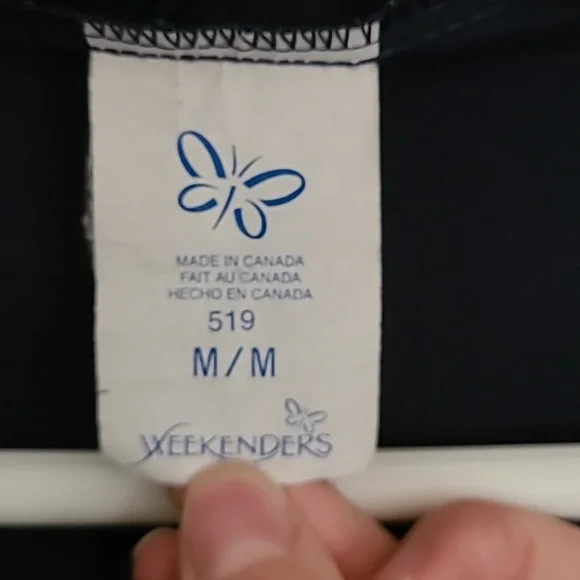 MADE IN CANADA
FAIT AU CANADA
HECHO EN CANADA
519
M/M
WEEKENDERS